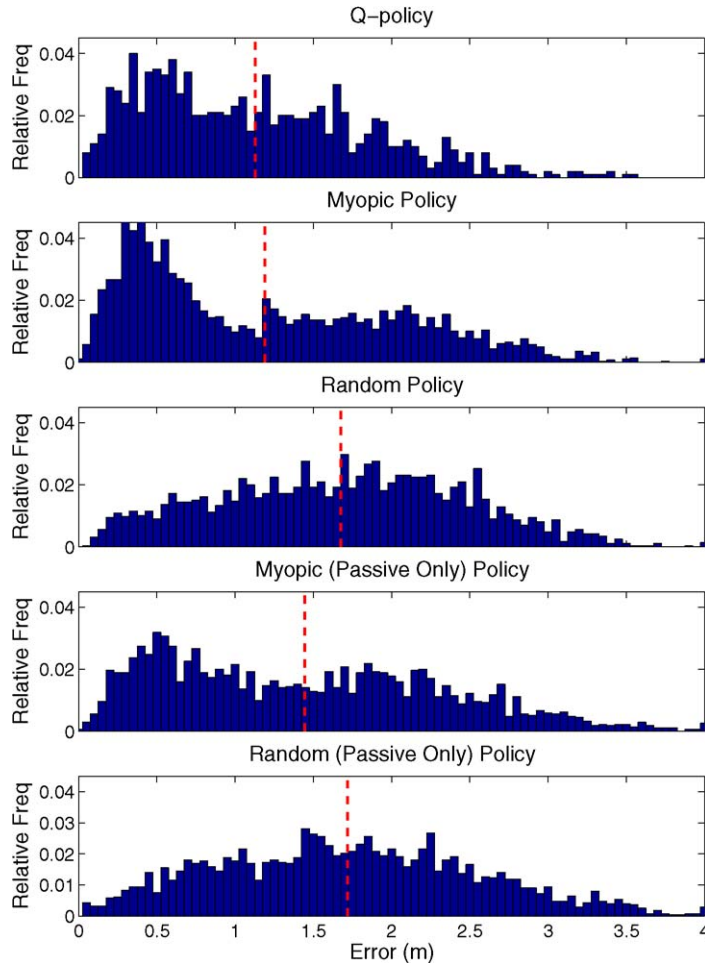 Q-policy
Relative Freq
0.04
0.02
0
Myopic Policy
Relative Freq
0.04
0.02
0
Random Policy
Relative Freq
0.04
0.02
0
Myopic (Passive Only) Policy
Relative Freq
0.04
0.02
0
Random (Passive Only) Policy
Relative Freq
0.04
0.03
0.02
0.01
0
0 0.5 1 1.5 2 2.5 3 3.5 4
Error (m)